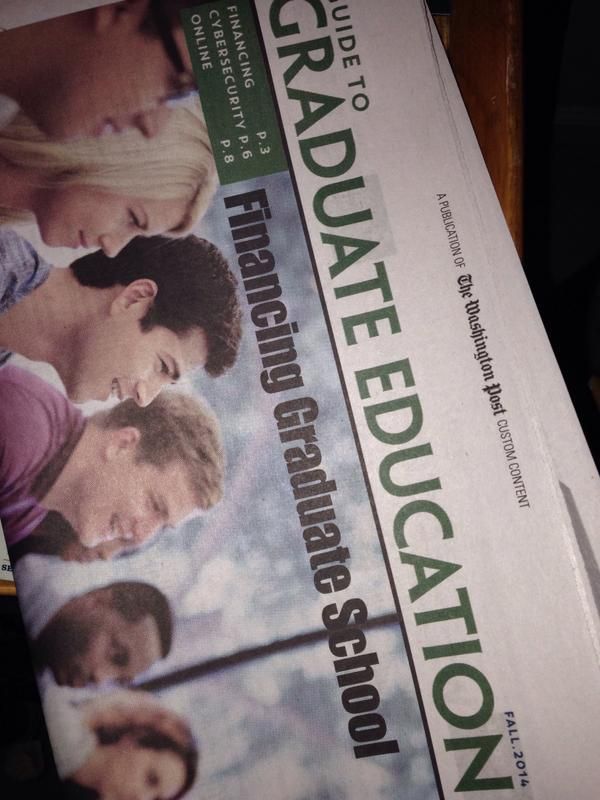 A PUBLICATION OF The Washington Post CUSTOM CONTENT
GUIDE TO
GRADUATE EDUCATION
FALL.2014
FINANCING P.3
CYBERSECURITY P.6
ONLINE P.8
Financing Graduate School